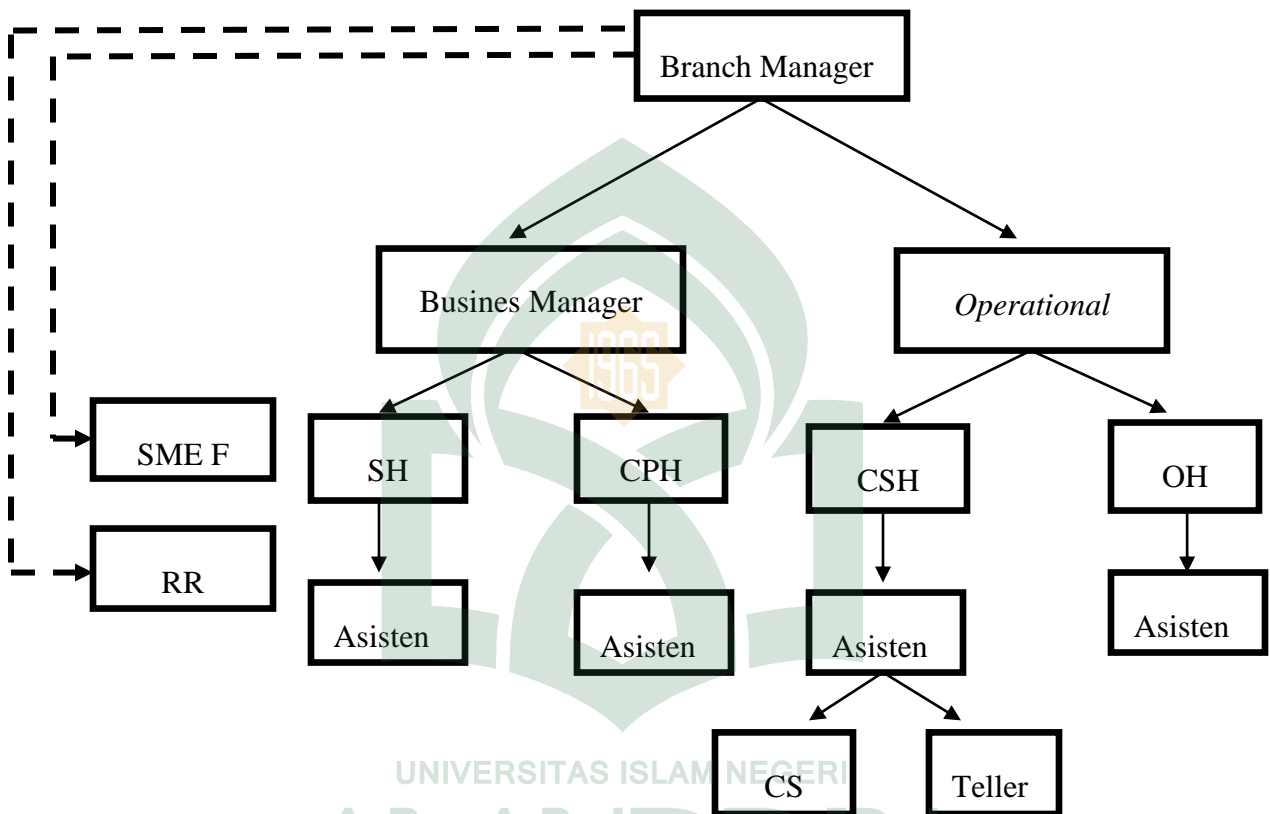 Branch Manager
Busines Manager
Operational
SME F
SH
CPH
CSH
OH
RR
Asisten
Asisten
Asisten
Asisten
CS
Teller
1965
UNIVERSITAS ISLAM NEGERI